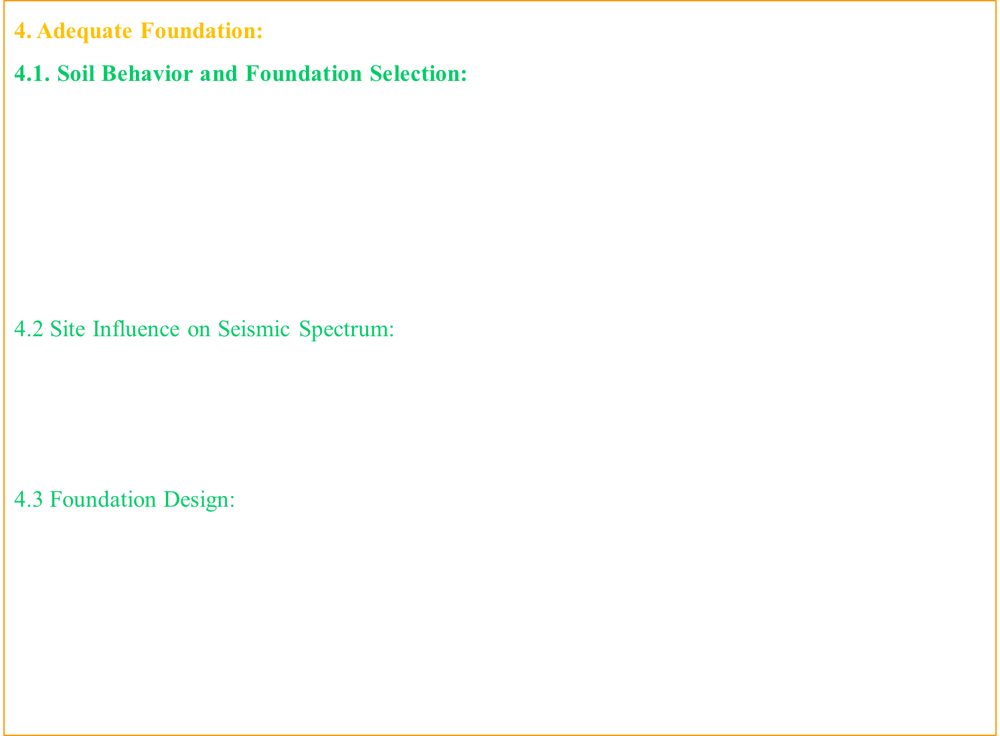 4. Adequate Foundation:
4.1. Soil Behavior and Foundation Selection:
4.2 Site Influence on Seismic Spectrum:
4.3 Foundation Design: